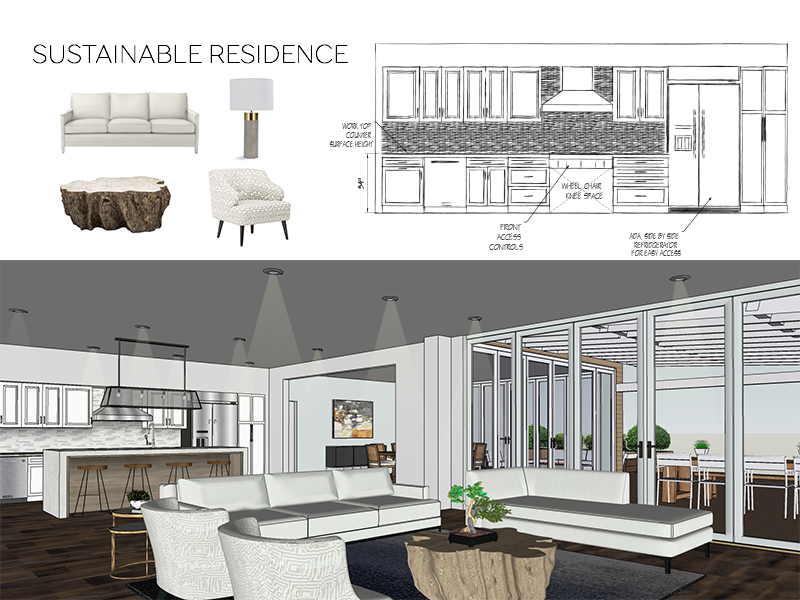 SUSTAINABLE RESIDENCE
WORK TOP
COUNTER
SURFACE HEIGHT
34"
WHEEL CHAIR
KNEE SPACE
FRONT
ACCESS
CONTROLS
ADA, SIDE BY SIDE
REFRIDGERATOR
FOR EASY ACCESS